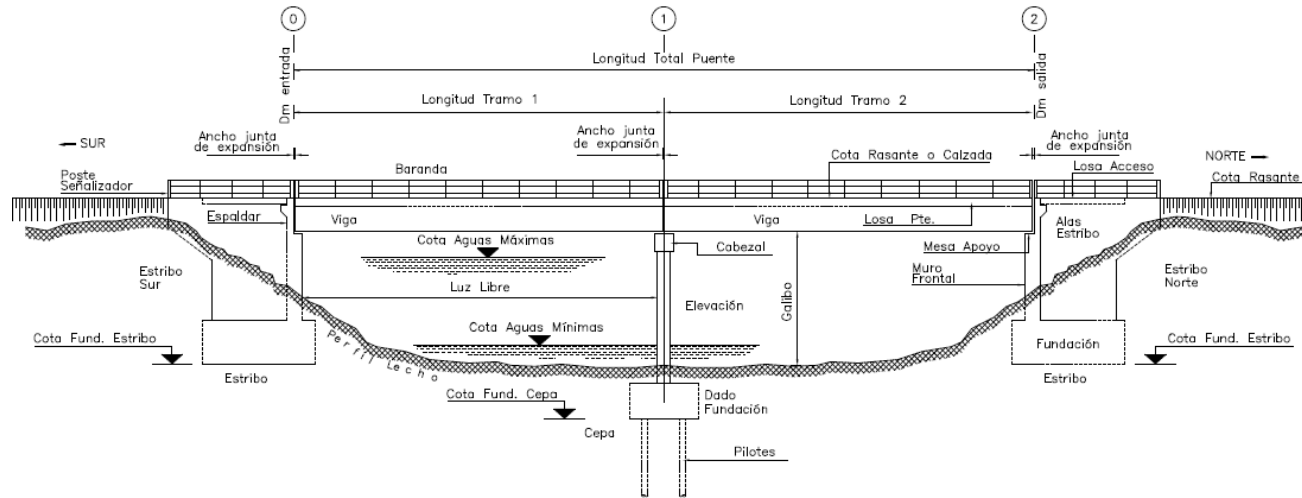 0
1
2
Longitud Total Puente
Dm entrada
Dm salida
Longitud Tramo 1
Longitud Tramo 2
Ancho junta
de expansión
Ancho junta
de expansión
Ancho junta
de expansión
SUR
NORTE
Poste
Señalizador
Baranda
Cota Rasante o Calzada
Losa Acceso
Cota Rasante
Espaldar
Viga
Viga
Losa Pte.
Alas
Estribo
Cota Aguas Máximas
Cabezal
Mesa Apoyo
Estribo
Sur
Muro
Frontal
Estribo
Norte
Luz Libre
Elevación
Galibo
Cota Aguas Mínimas
Cota Fund. Estribo
Perfil Lecho
Fundación
Cota Fund. Estribo
Estribo
Estribo
Cota Fund. Cepa
Dado
Fundación
Cepa
Pilotes